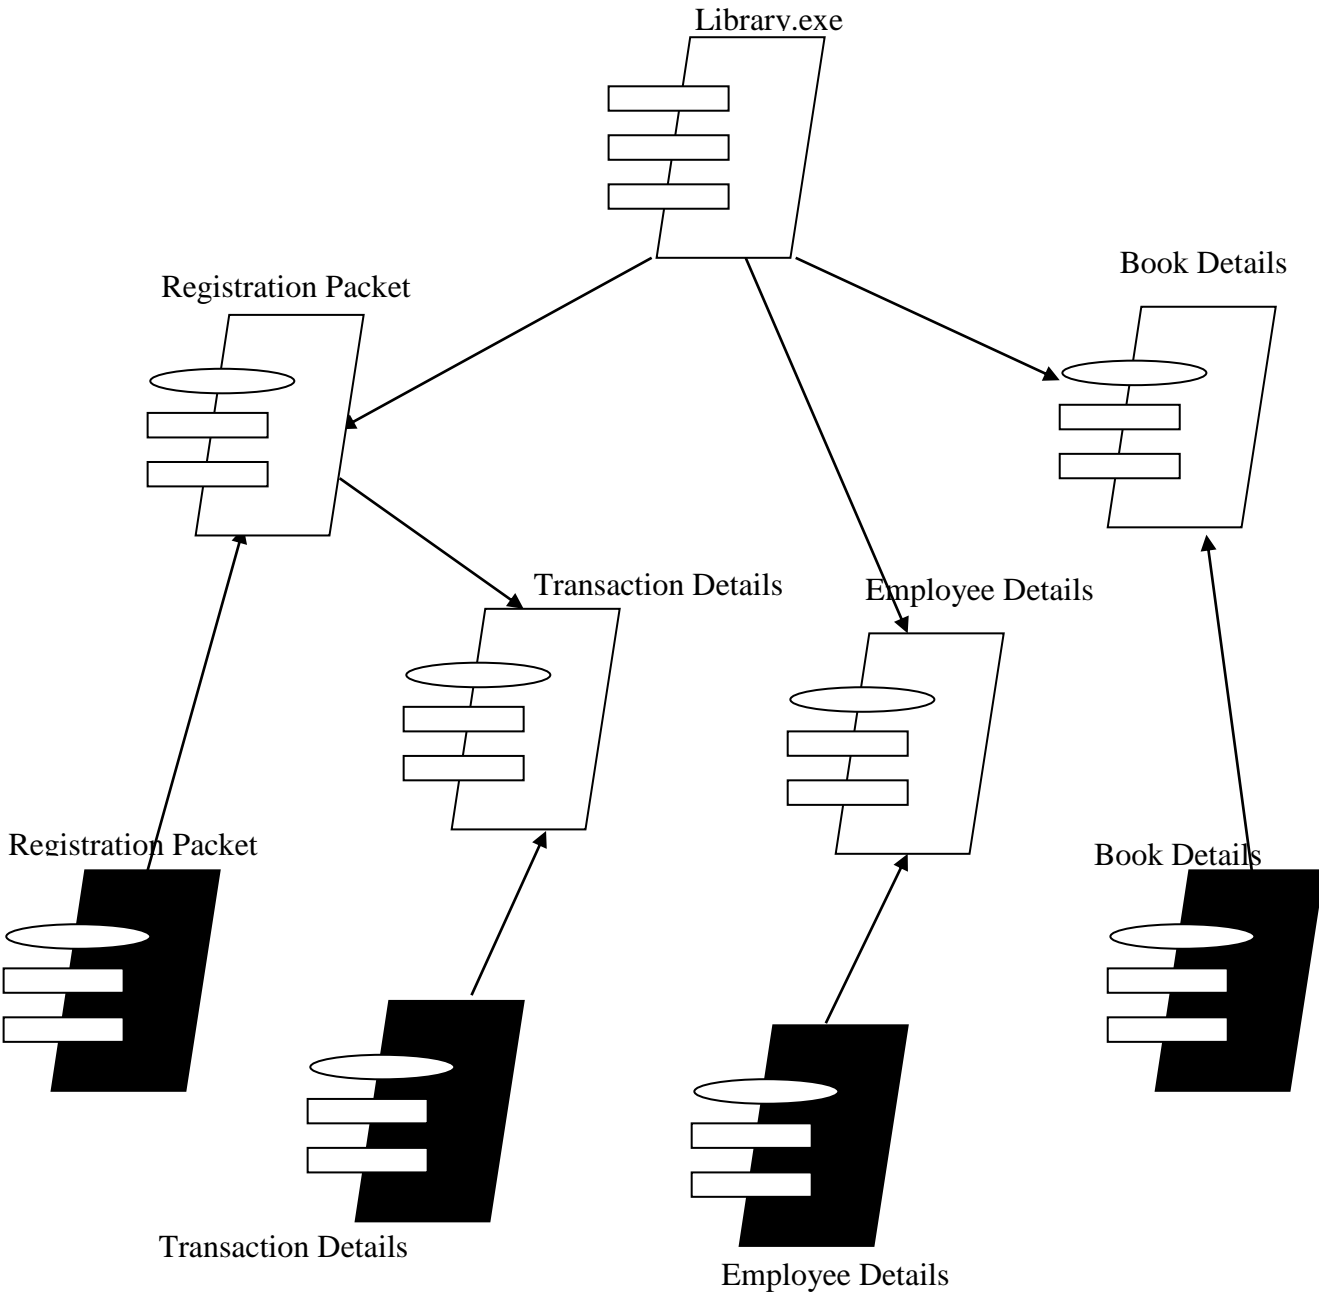 Library.exe
Book Details
Registration Packet
Transaction Details
Employee Details
Registration Packet
Book Details
Transaction Details
Employee Details